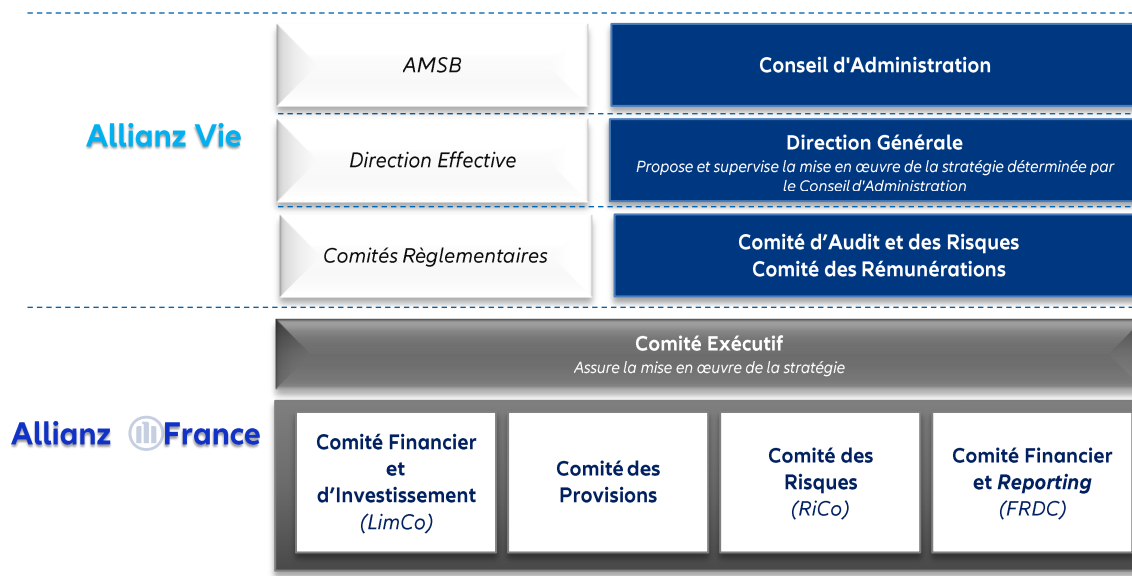 AMSB
Conseil d'Administration
Allianz Vie
Direction Effective
Direction Générale
Propose et supervise la mise en œuvre de la stratégie déterminée par
le Conseil d'Administration
Comités Règlementaires
Comité d'Audit et des Risques
Comité des Rémunérations
Comité Exécutif
Assure la mise en œuvre de la stratégie
Allianz France
Comité Financier
et
d'Investissement
(LimCo)
Comité des
Provisions
Comité des
Risques
(RiCo)
Comité Financier
et Reporting
(FRDC)